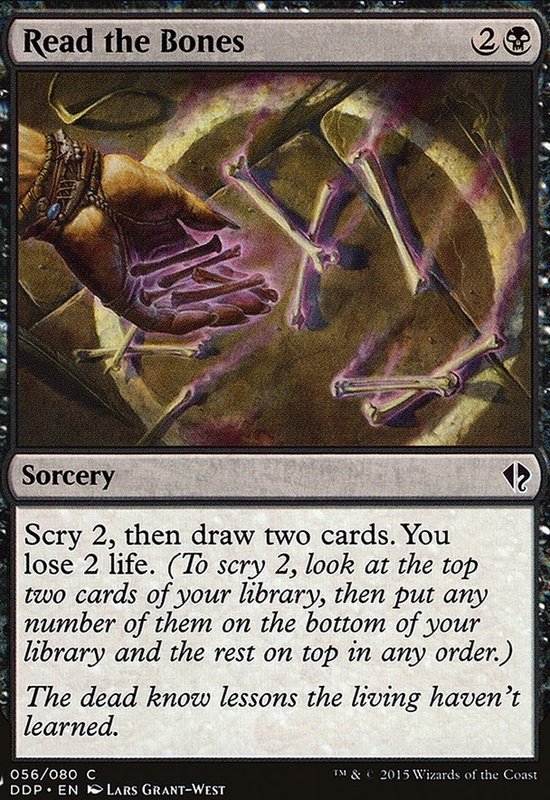 Read the Bones
2
Sorcery
Scry 2, then draw two cards. You
lose 2 life. (To scry 2, look at the top
two cards of your library, then put any
number of them on the bottom of your
library and the rest on top in any order.)
The dead know lessons the living haven't
learned.
056/080 C
DDP • EN Lars Grant-West
™ & © 2015 Wizards of the Coast